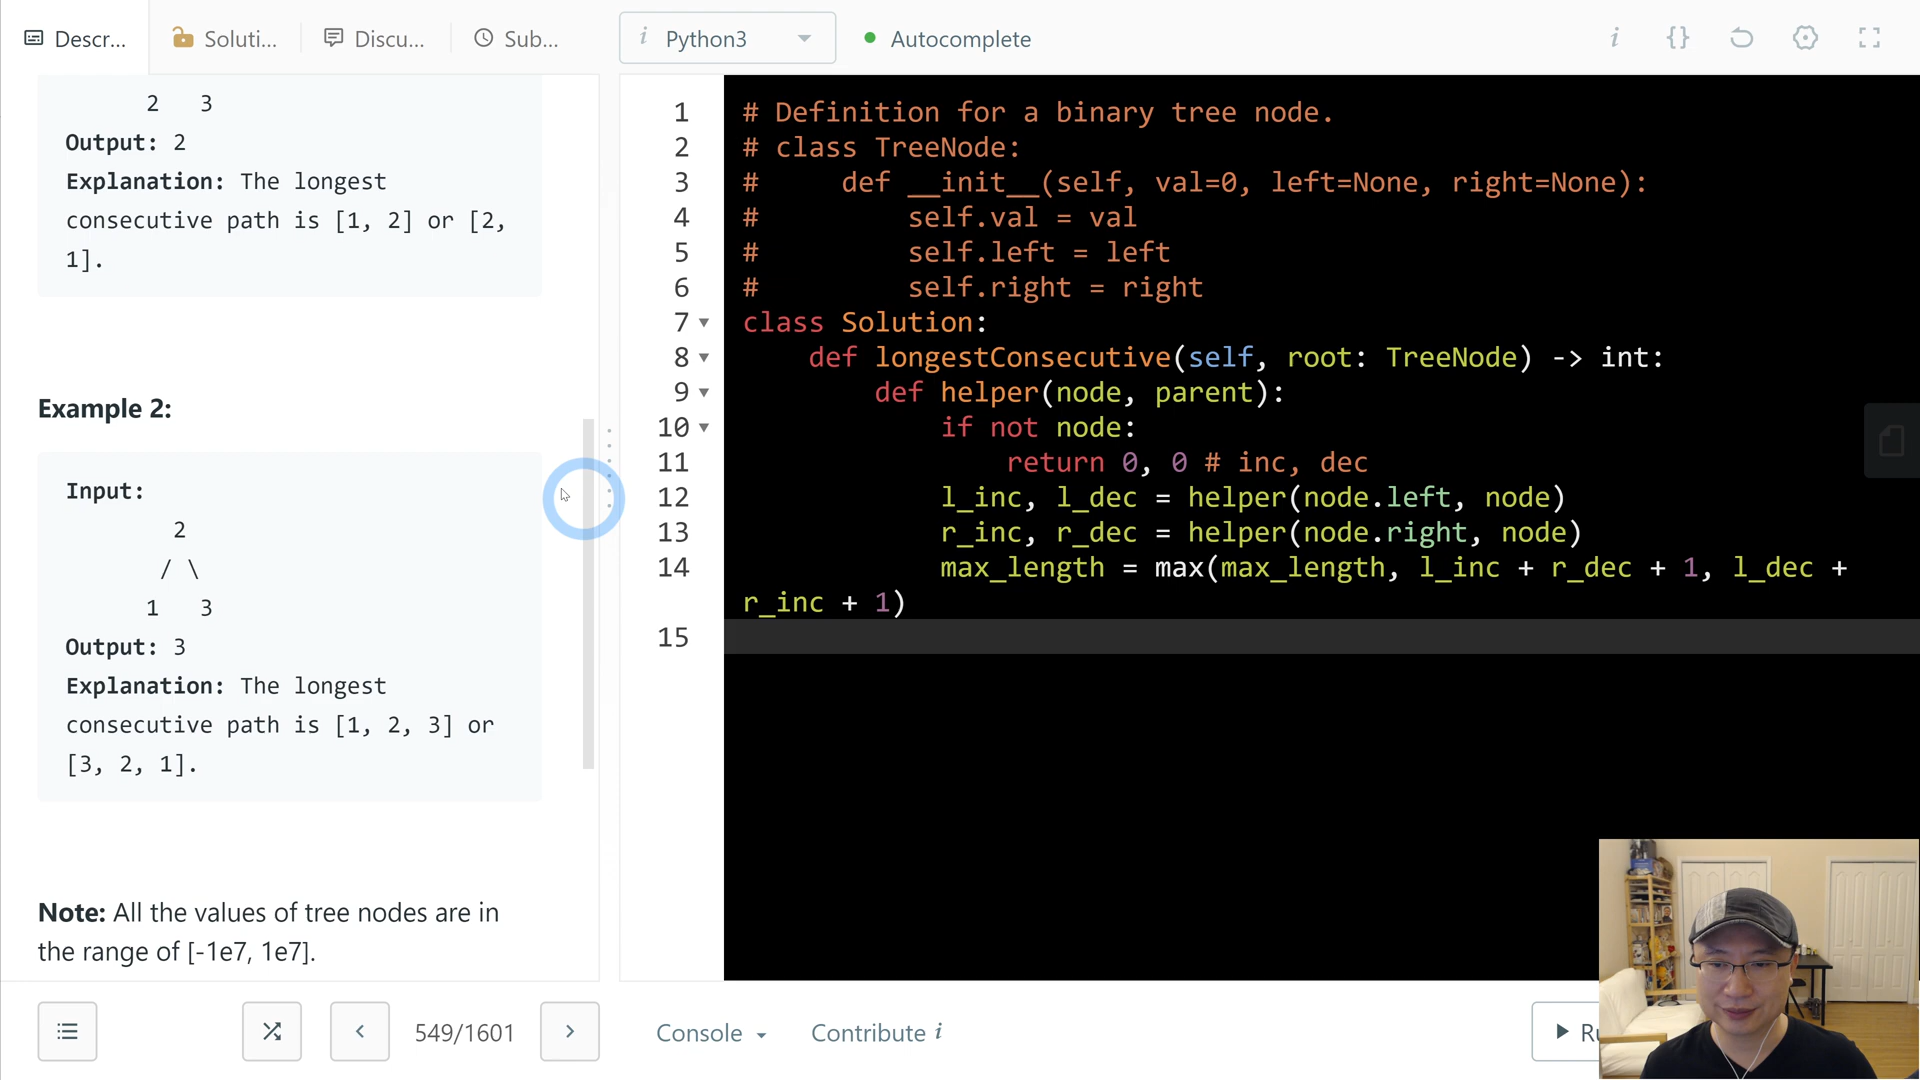 Descr...
Soluti...
Discu...
Sub...
i Python3
Autocomplete
i {}
2 3
Output: 2
Explanation: The longest
consecutive path is [1, 2] or [2,
1].
Example 2:
Input:
2
/ \
1 3
Output: 3
Explanation: The longest
consecutive path is [1, 2, 3] or
[3, 2, 1].
Note: All the values of tree nodes are in
the range of [-1e7, 1e7].
549/1601
1 # Definition for a binary tree node.
2 # class TreeNode:
3 #     def __init__(self, val=0, left=None, right=None):
4 #         self.val = val
5 #         self.left = left
6 #         self.right = right
7 class Solution:
8     def longestConsecutive(self, root: TreeNode) -> int:
9         def helper(node, parent):
10             if not node:
11                 return 0, 0 # inc, dec
12             l_inc, l_dec = helper(node.left, node)
13             r_inc, r_dec = helper(node.right, node)
14             max_length = max(max_length, l_inc + r_dec + 1, l_dec +
r_inc + 1)
15
Console
Contribute i